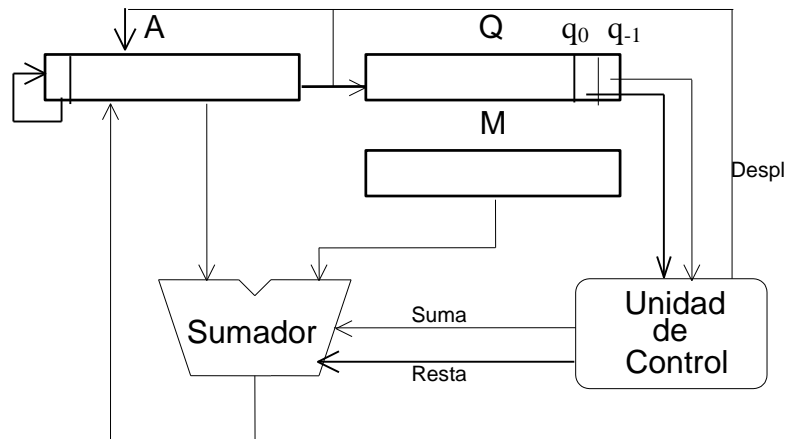 A
Q
q0 q-1
M
Despl
Sumador
Suma
Resta
Unidad
de
Control